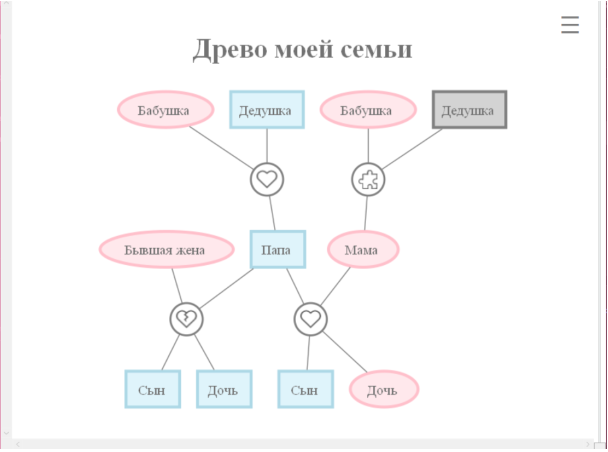 Древо моей семьи
Бабушка
Дедушка
Бабушка
Дедушка
Бывшая жена
Папа
Мама
Сын
Дочь
Сын
Дочь